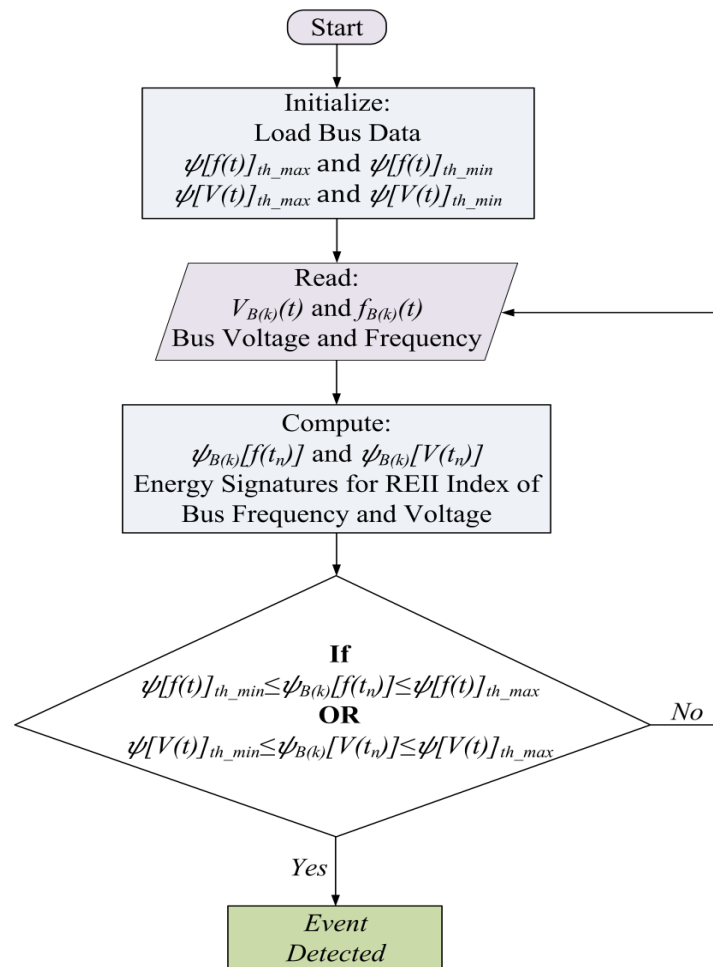 Start
Initialize:
Load Bus Data
ψ[f(t)]th_max and ψ[f(t)]th_min
ψ[V(t)]th_max and ψ[V(t)]th_min
Read:
VB(k)(t) and fB(k)(t)
Bus Voltage and Frequency
Compute:
ψB(k)[f(tn)] and ψB(k)[V(tn)]
Energy Signatures for REII Index of
Bus Frequency and Voltage
If
ψ[f(t)]th_min≤ψB(k)[f(tn)]≤ψ[f(t)]th_max
OR
ψ[V(t)]th_min≤ψB(k)[V(tn)]≤ψ[V(t)]th_max
No
Yes
Event
Detected